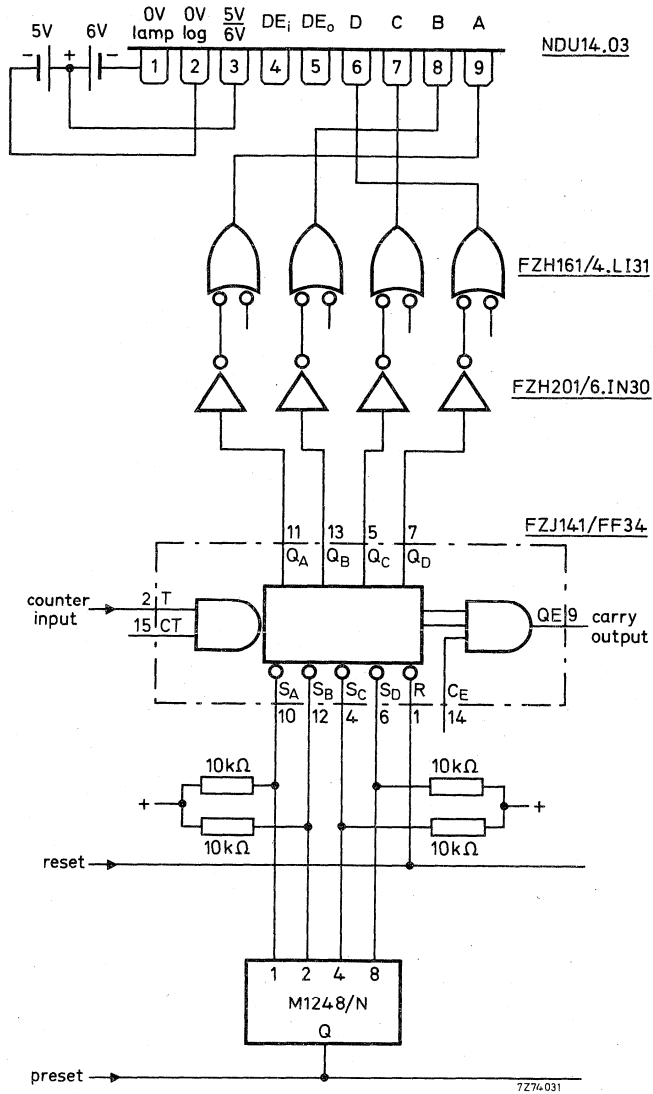 5V + 6V
- -
0V lamp
0V log
5V/6V
DEi
DEo
D
C
B
A
1 2 3 4 5 6 7 8 9
NDU14.03
FZH161/4.LI31
FZH201/6.IN30
FZJ141/FF34
11 13 5 7
QA QB QC QD
counter input
2 T
15 CT
QE 9
carry output
SA SB SC SD R CE
10 12 4 6 1 14
10kΩ
10kΩ
+ +
10kΩ
10kΩ
reset
1 2 4 8
M1248/N
Q
preset
7Z74031